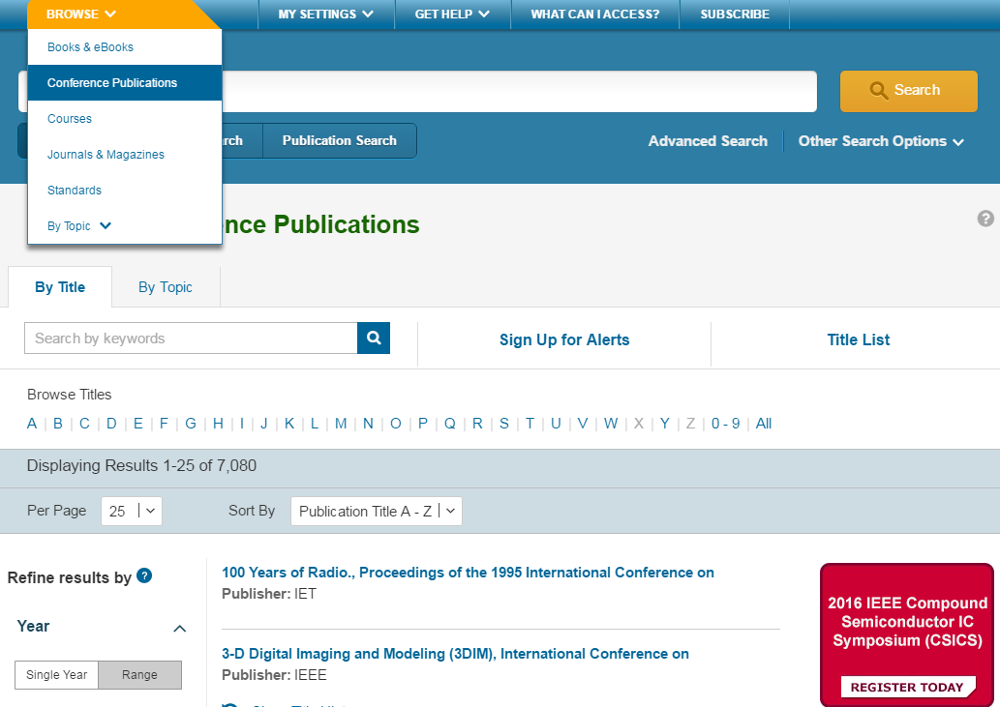 BROWSE
MY SETTINGS
GET HELP
WHAT CAN I ACCESS?
SUBSCRIBE
Books & eBooks
Conference Publications
Courses
Journals & Magazines
Standards
By Topic
Search
Publication Search
Advanced Search
Other Search Options
Publications
By Title
By Topic
Search by keywords
Sign Up for Alerts
Title List
Browse Titles
A | B | C | D | E | F | G | H | I | J | K | L | M | N | O | P | Q | R | S | T | U | V | W | X | Y | Z | 0 - 9 | All
Displaying Results 1-25 of 7,080
Per Page 25 Sort By Publication Title A - Z
Refine results by ?
Year
Single Year Range
100 Years of Radio., Proceedings of the 1995 International Conference on
Publisher: IET
3-D Digital Imaging and Modeling (3DIM), International Conference on
Publisher: IEEE
2016 IEEE Compound
Semiconductor IC
Symposium (CSICS)
REGISTER TODAY